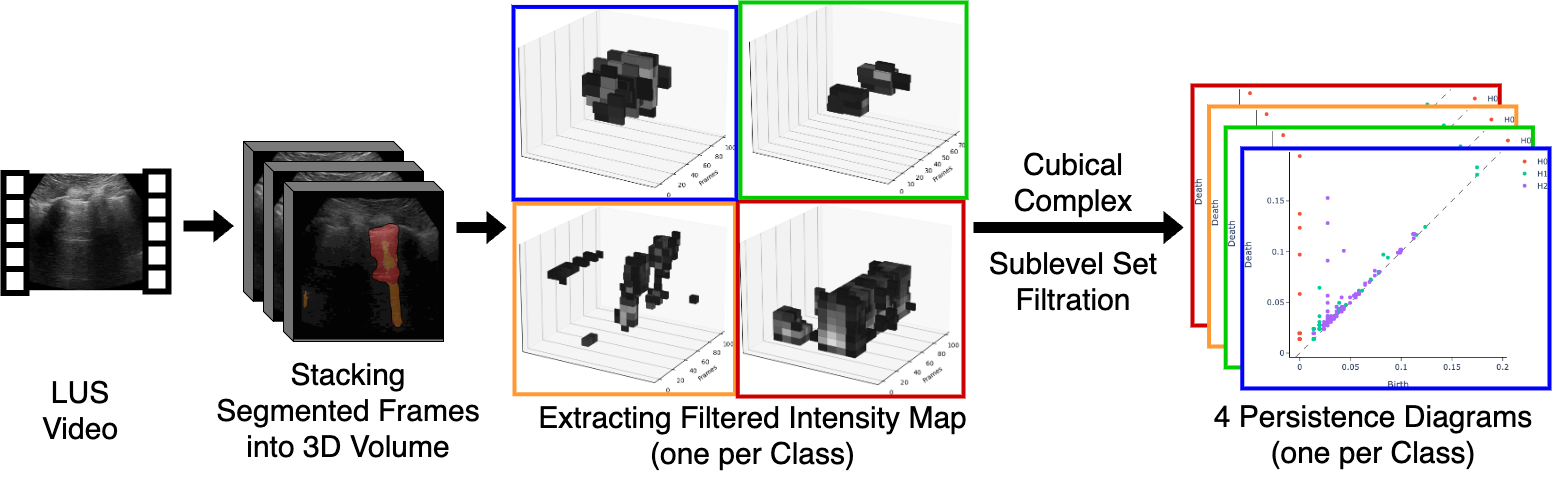 LUS
Video
Stacking
Segmented Frames
into 3D Volume
100
80
60
40
20
0
Frames
70
60
50
40
30
20
10
0
Frames
100
80
60
40
20
0
Frames
100
80
60
40
20
0
Frames
Extracting Filtered Intensity Map
(one per Class)
Cubical
Complex
Sublevel Set
Filtration
H0
H0
H0
Death
Death
Death
Death
H0
H1
H2
0.15
0.1
0.05
0
0
0.05
0.1
0.15
0.2
Birth
4 Persistence Diagrams
(one per Class)